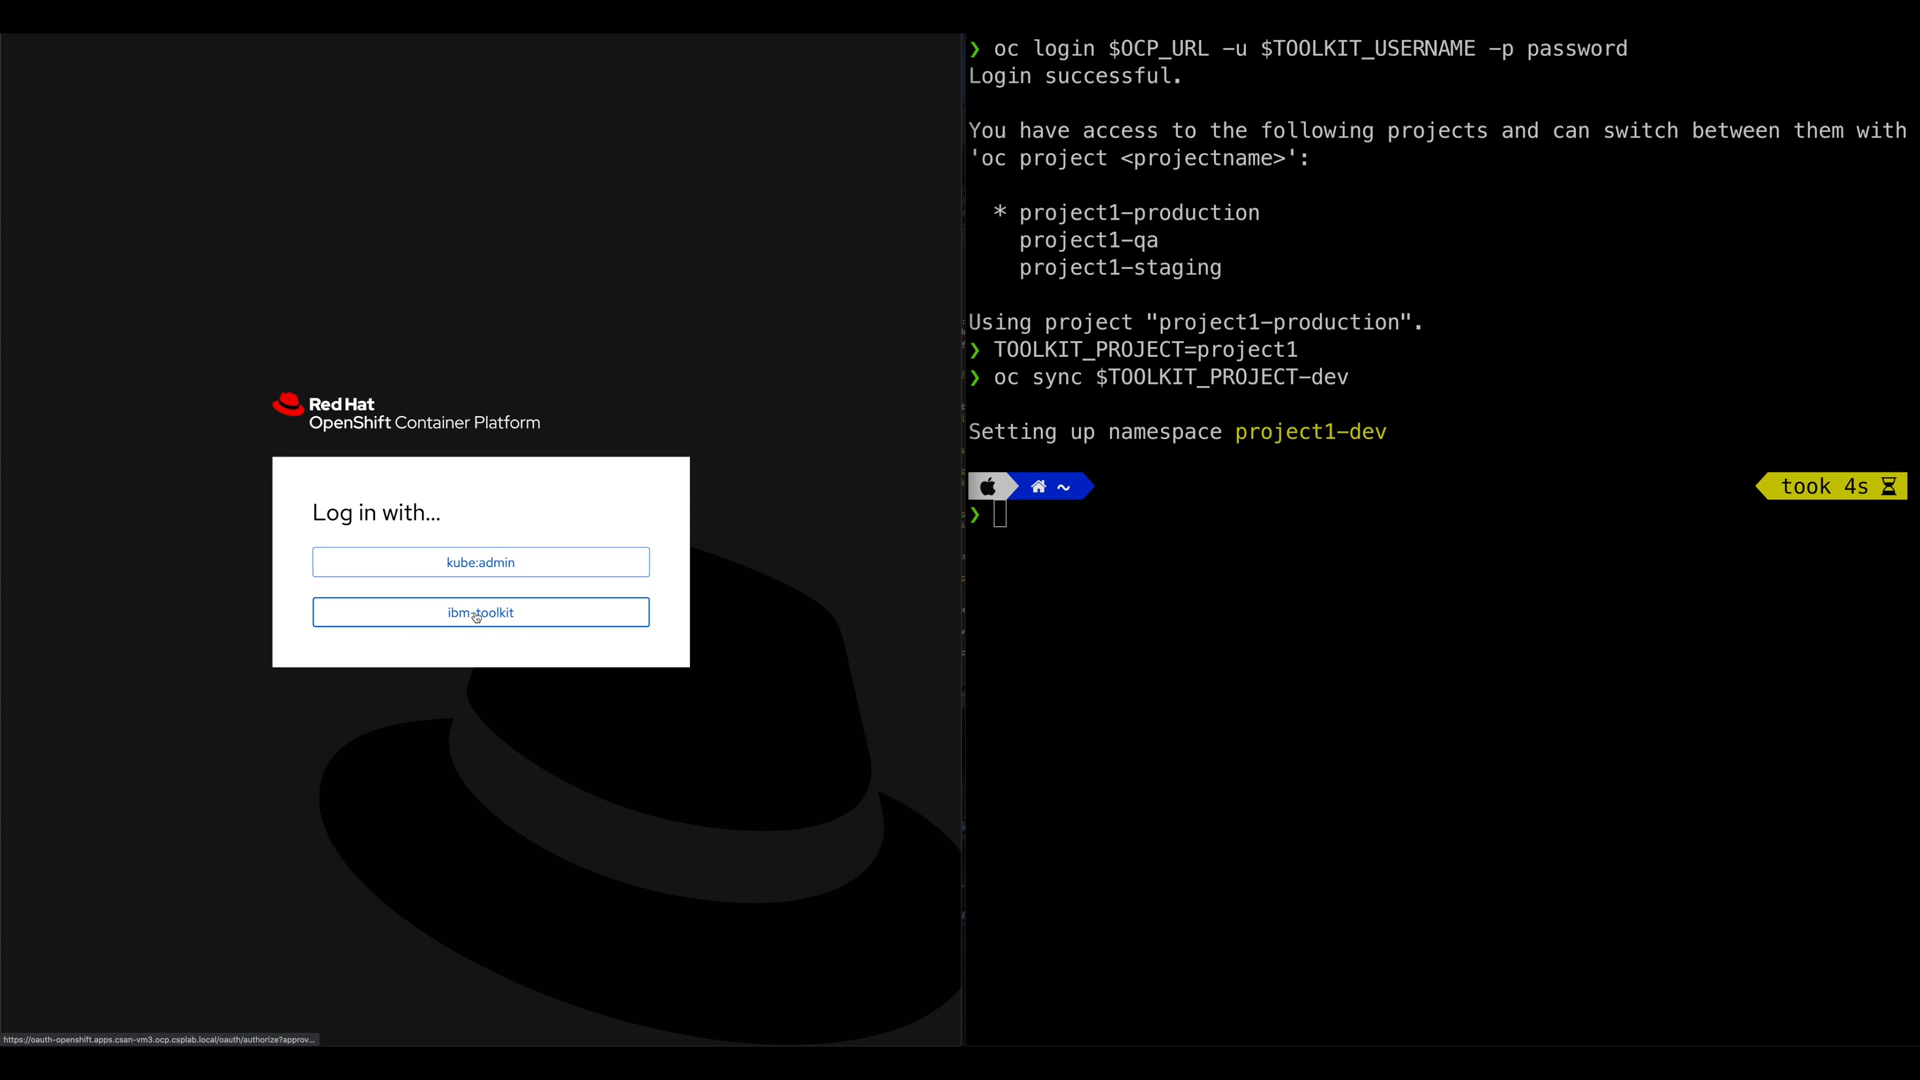 Red Hat
OpenShift Container Platform
Log in with...
kube:admin
ibm-toolkit
https://oauth-openshift.apps.csan-vm3.ocp.csplab.local/oauth/authorize?approv...
❯ oc login $OCP_URL -u $TOOLKIT_USERNAME -p password
Login successful.
You have access to the following projects and can switch between them with
'oc project <projectname>':
* project1-production
project1-qa
project1-staging
Using project "project1-production".
❯ TOOLKIT_PROJECT=project1
❯ oc sync $TOOLKIT_PROJECT-dev
Setting up namespace project1-dev
~
took 4s
❯